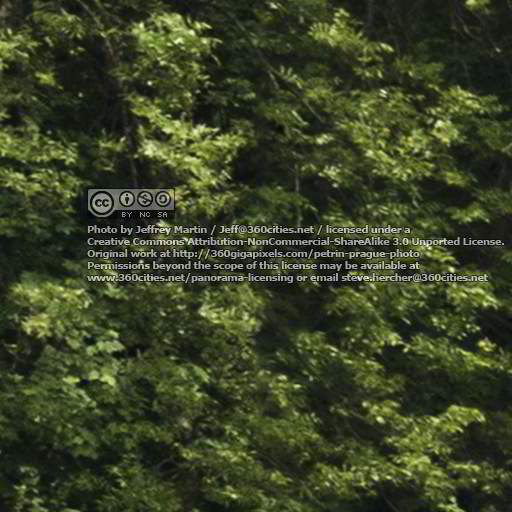 cc
BY NC SA
Photo by Jeffrey Martin / Jeff@360cities.net / licensed under a
Creative Commons Attribution-NonCommercial-ShareAlike 3.0 Unported License.
Original work at http://360gigapixels.com/petrin-prague-photo
Permissions beyond the scope of this license may be available at
www.360cities.net/panorama-licensing or email steve.hercher@360cities.net